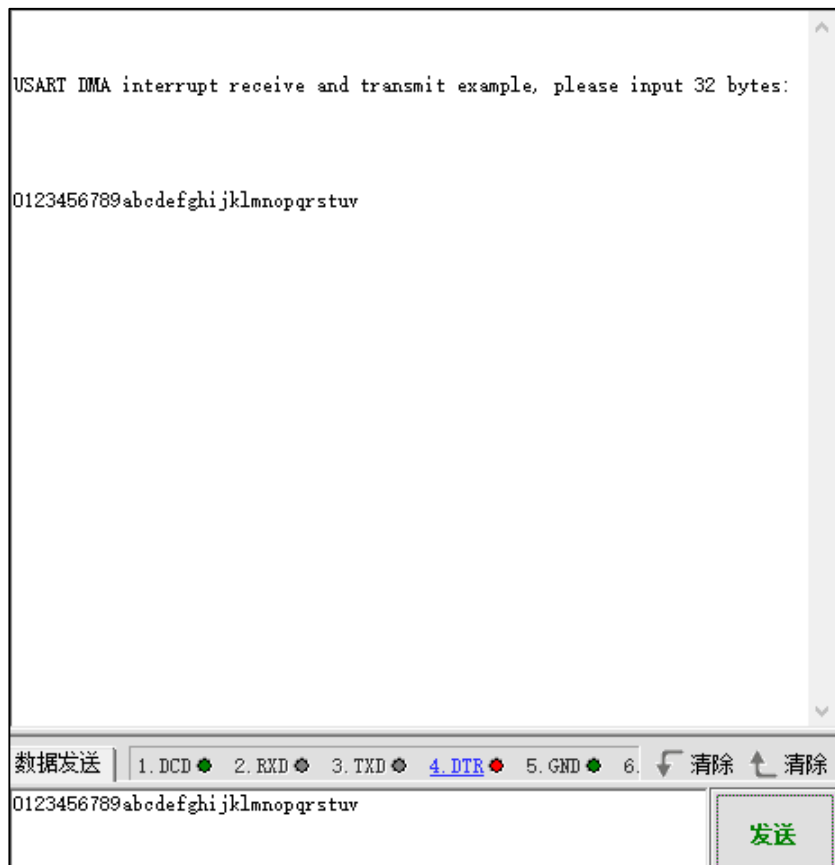 USART DMA interrupt receive and transmit example, please input 32 bytes:
0123456789abcdefghijklmnopqrstuv
数据发送 1.DCD 2.RXD 3.TXD 4.DTR 5.GND 6. 清除 清除
0123456789abcdefghijklmnopqrstuv
发送